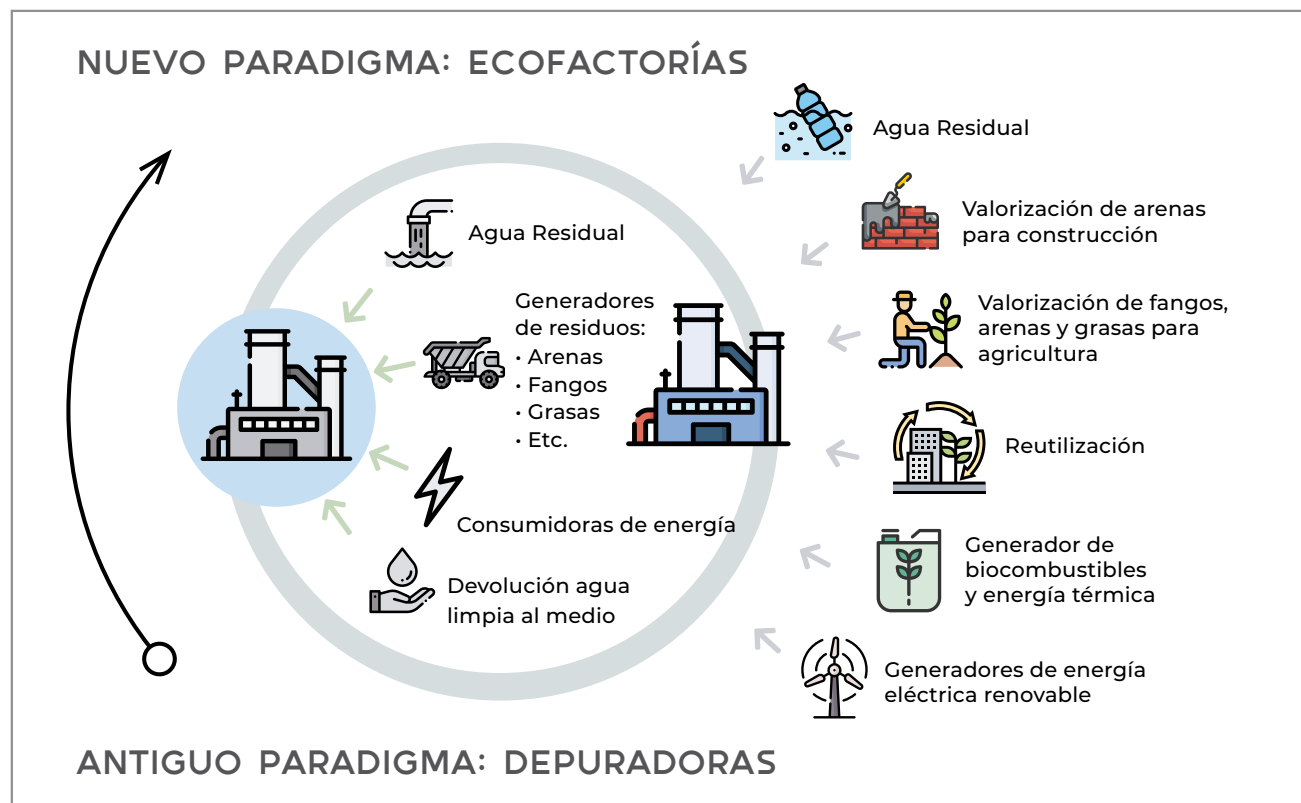 NUEVO PARADIGMA: ECOFACTORÍAS
Agua Residual
Generadores
de residuos:
· Arenas
· Fangos
· Grasas
· Etc.
Consumidoras de energía
Devolución agua
limpia al medio
Agua Residual
Valorización de arenas
para construcción
Valorización de fangos,
arenas y grasas para
agricultura
Reutilización
Generador de
biocombustibles
y energía térmica
Generadores de energía
eléctrica renovable
ANTIGUO PARADIGMA: DEPURADORAS